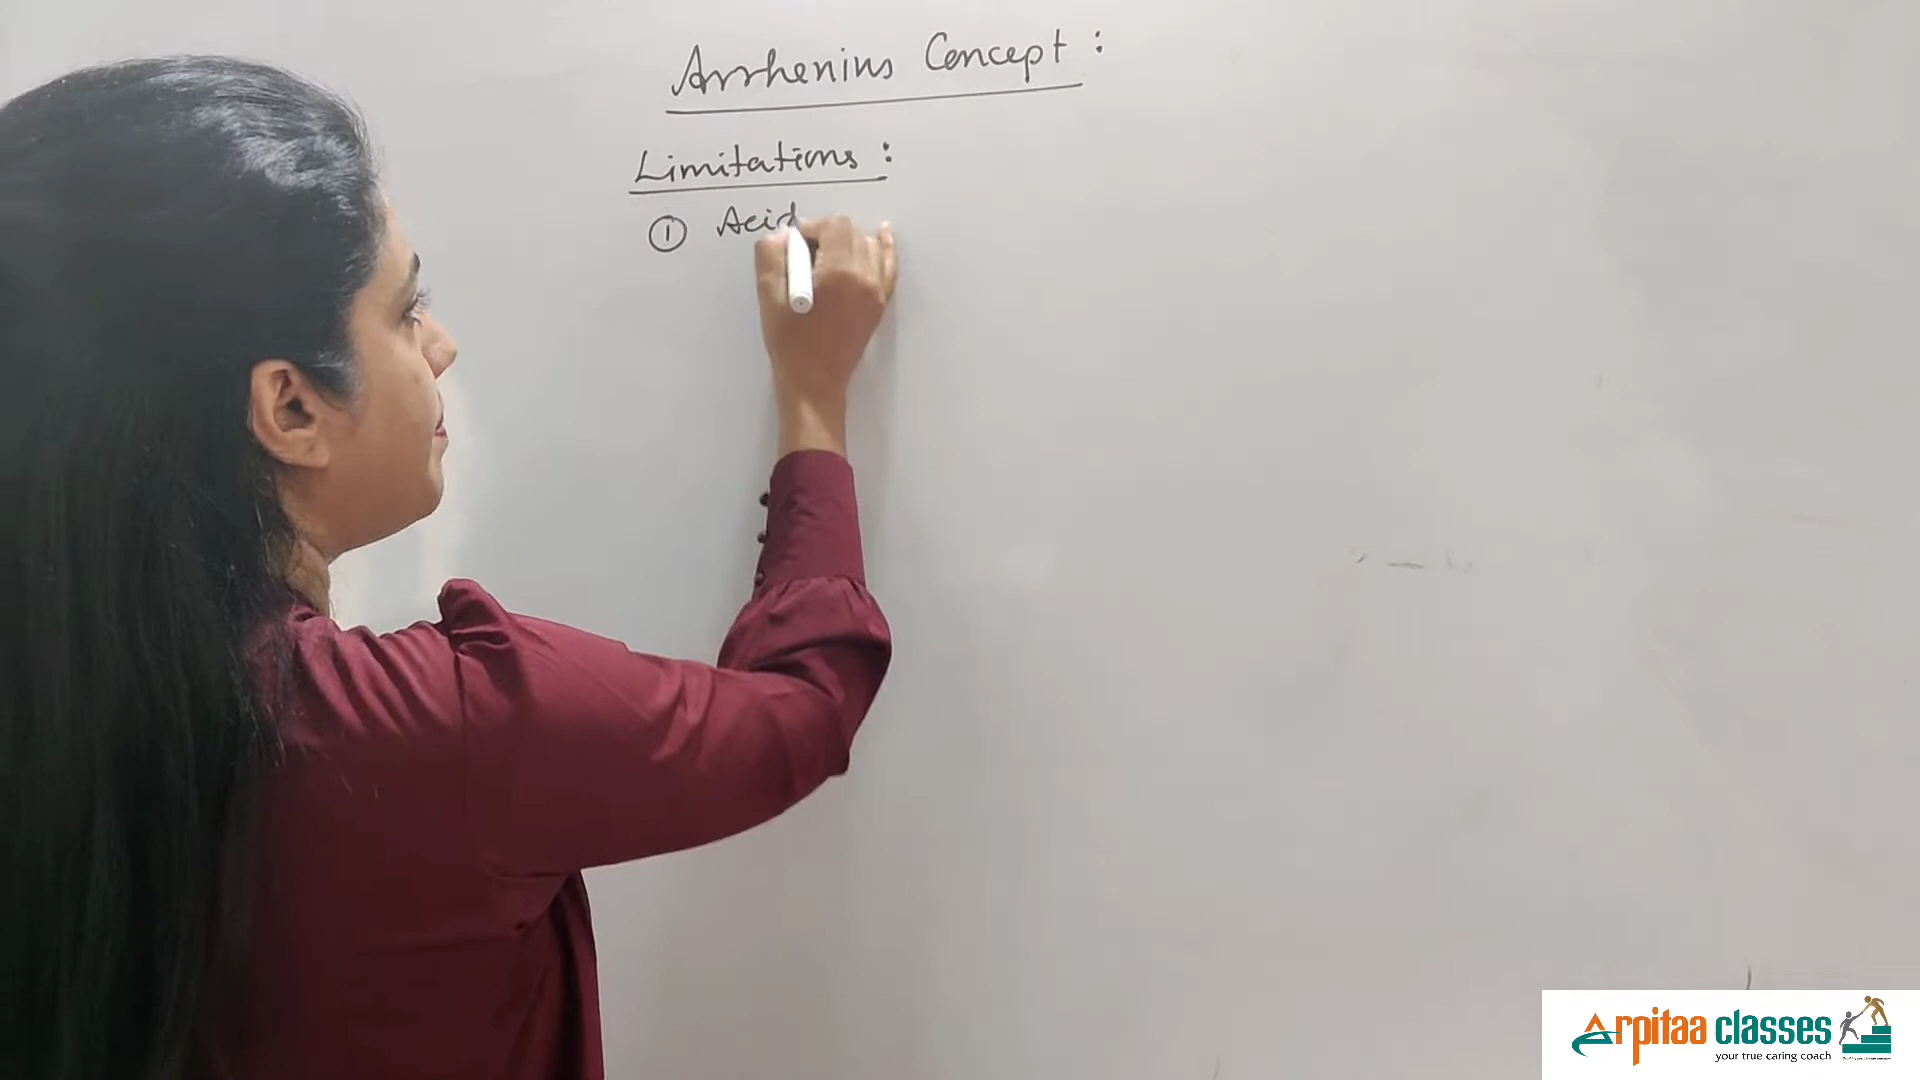 Arrhenius Concept :
Limitations :
① Acid
Arpitaa classes
your true caring coach